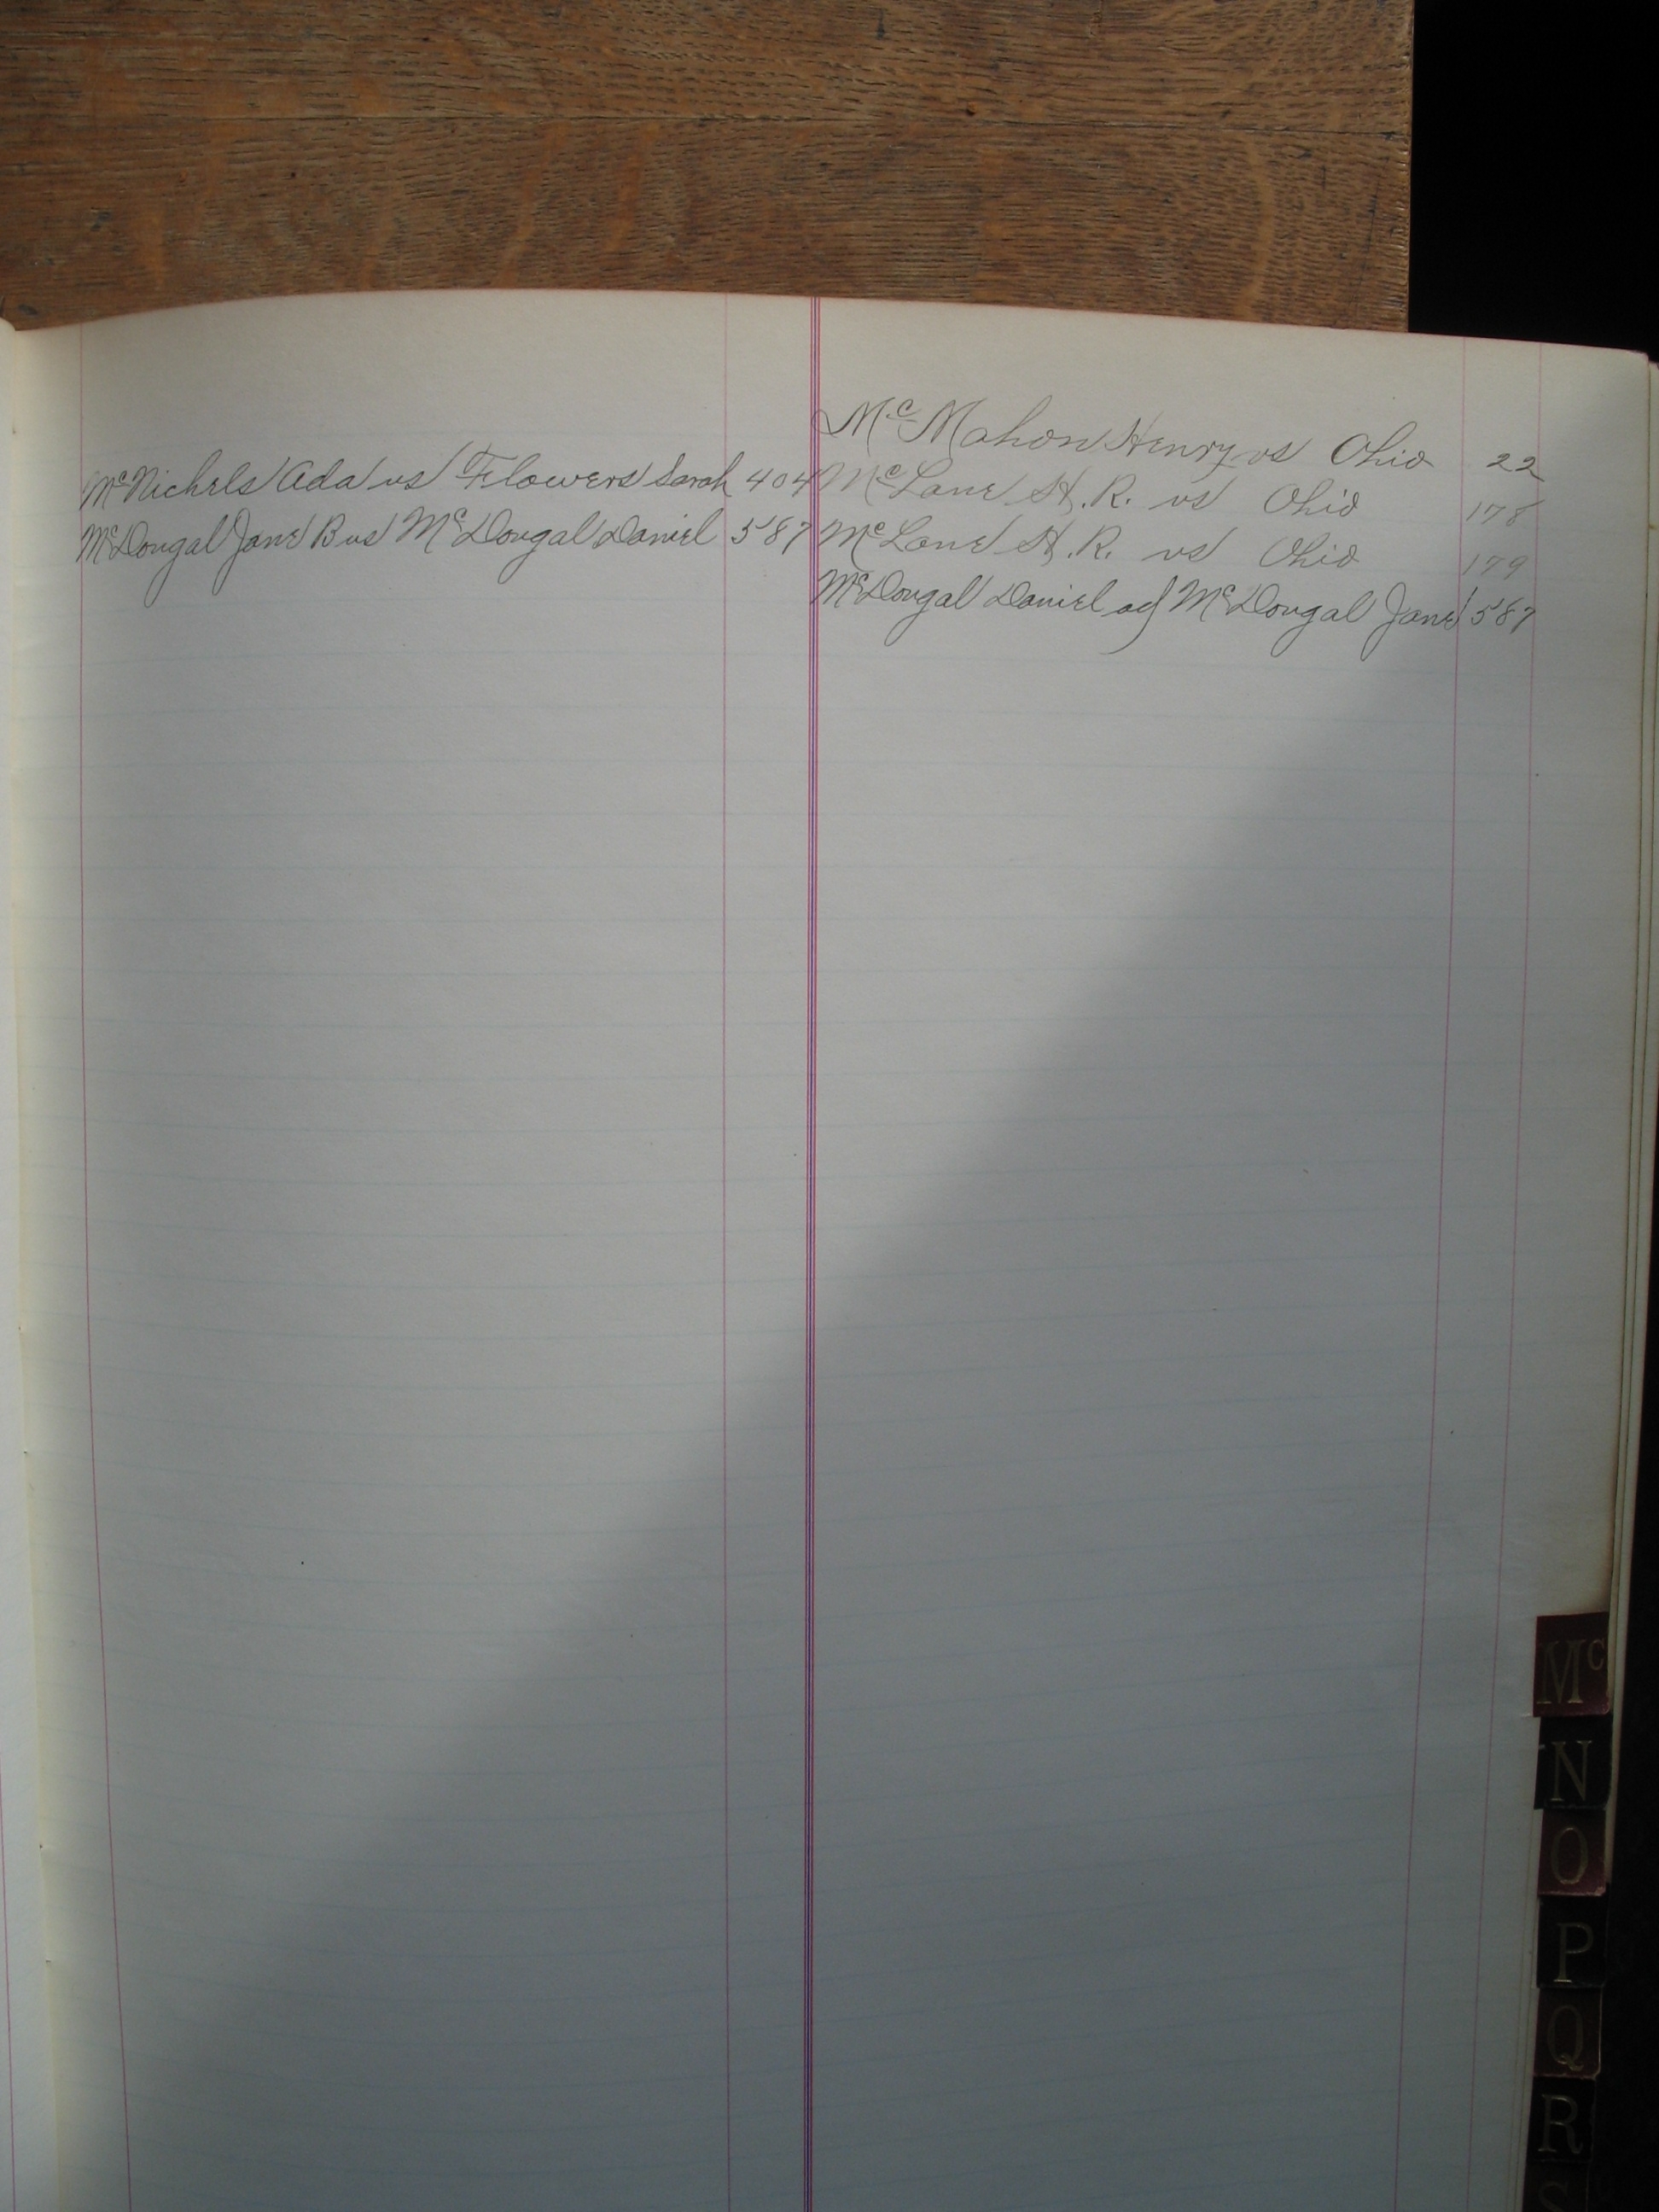 McNichels Ada vs Flowers Sarah 404
McDougal Jane B vs McDougal Daniel 587
McMahon Henry vs Ohio 22
McLane H. R. vs Ohio 178
McLane H. R. vs Ohio 179
McDougal Daniel ads McDougal Jane 587
Mc
N
O
P
Q
R
S